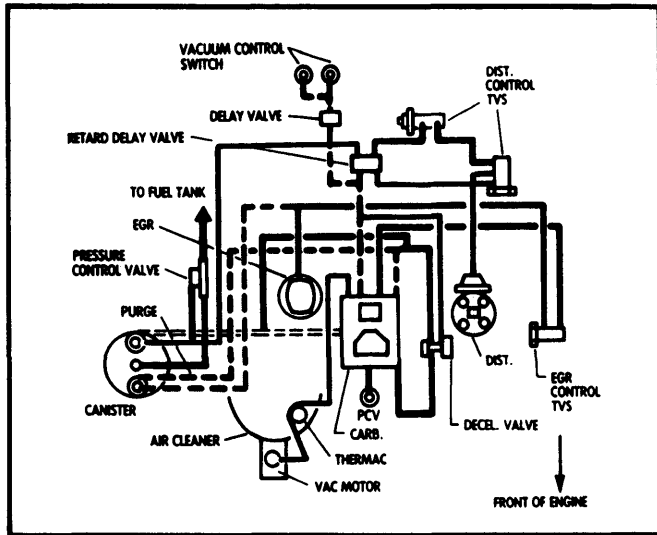 VACUUM CONTROL
SWITCH
DIST.
CONTROL
TVS
DELAY VALVE
RETARD DELAY VALVE
TO FUEL TANK
EGR
PRESSURE
CONTROL VALVE
PURGE
CANISTER
AIR CLEANER
PCV
CARB.
THERMAC
VAC MOTOR
DIST.
DECEL. VALVE
EGR
CONTROL
TVS
FRONT OF ENGINE